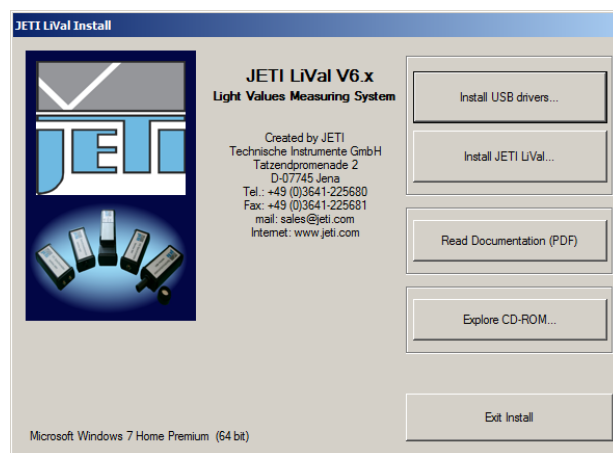 JETI LiVal Install
JETI
JETI LiVal V6.x
Light Values Measuring System
Created by JETI
Technische Instrumente GmbH
Tatzendpromenade 2
D-07745 Jena
Tel.: +49 (0)3641-225680
Fax: +49 (0)3641-225681
mail: sales@jeti.com
Internet: www.jeti.com
Install USB drivers...
Install JETI LiVal...
Read Documentation (PDF)
Explore CD-ROM...
Exit Install
Microsoft Windows 7 Home Premium (64 bit)